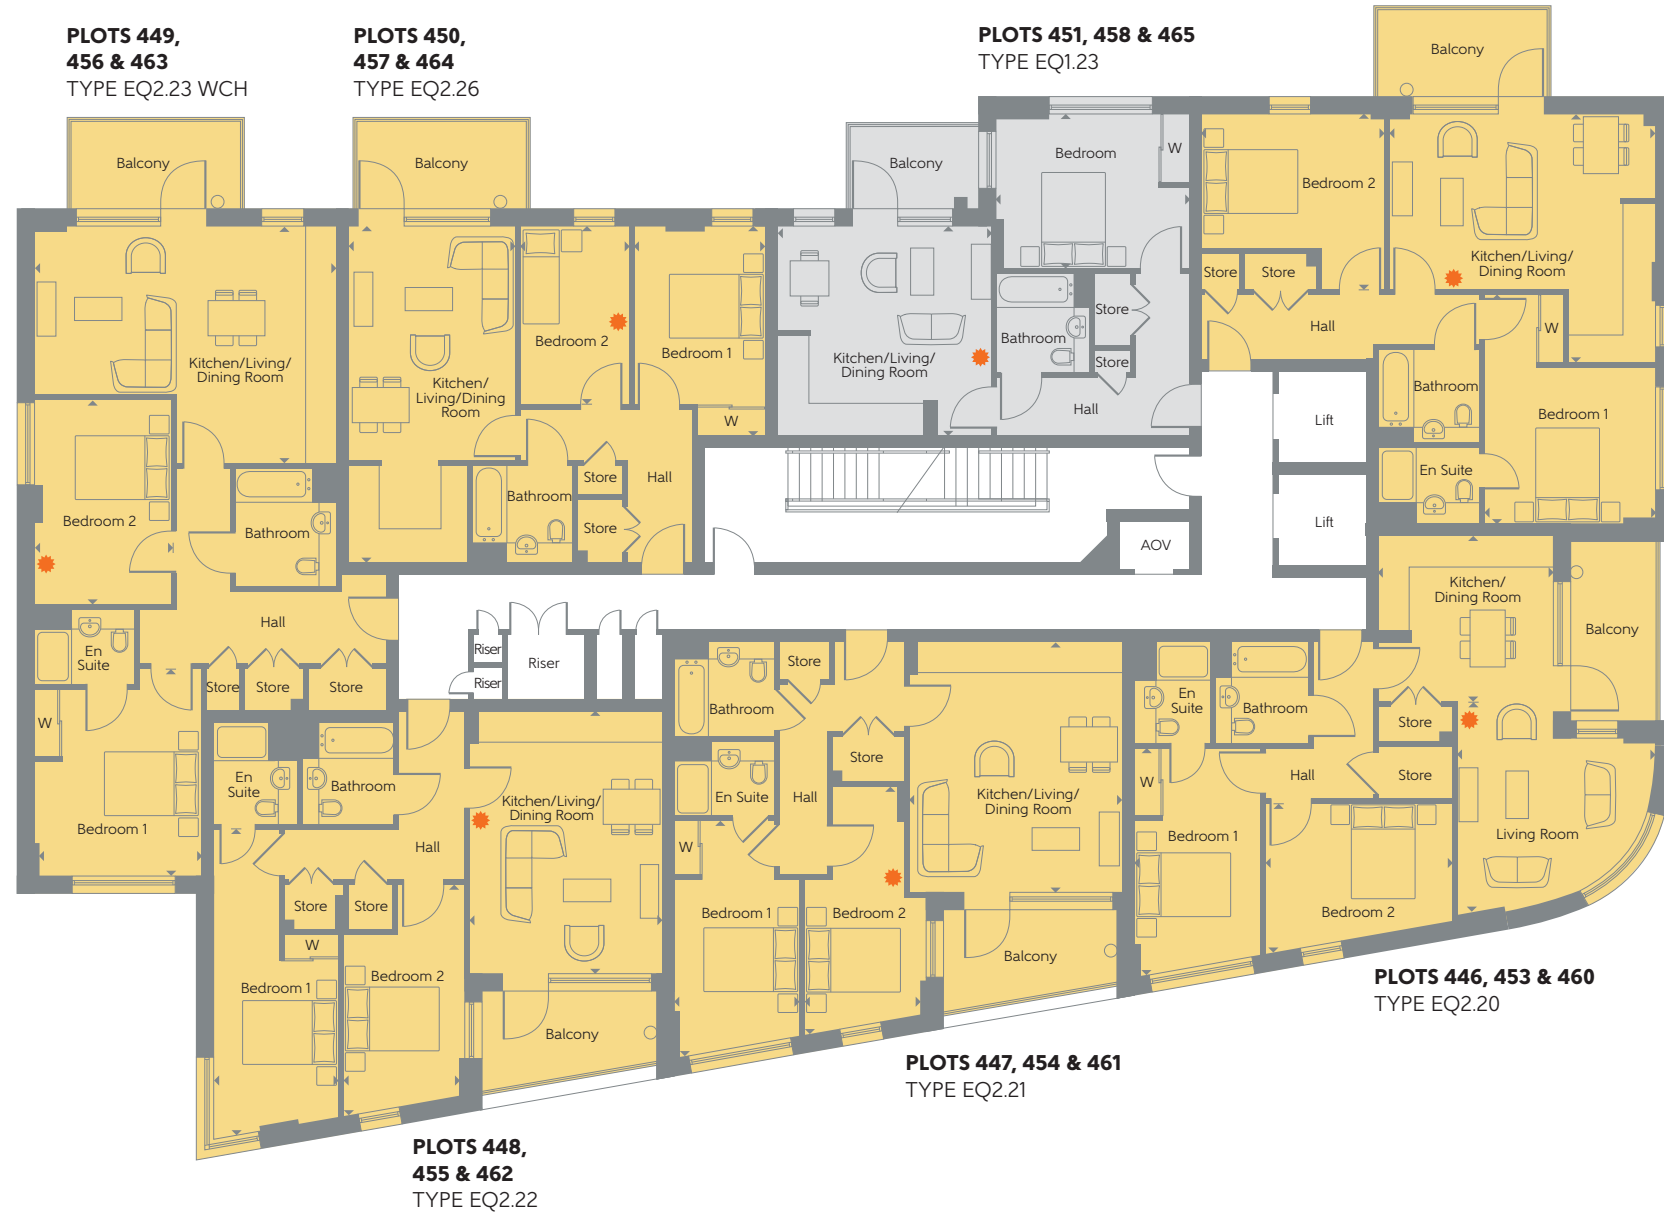 PLOTS 449,
456 & 463
TYPE EQ2.23 WCH
PLOTS 450,
457 & 464
TYPE EQ2.26
PLOTS 451, 458 & 465
TYPE EQ1.23
Balcony
Balcony
Balcony
Balcony
Kitchen/Living/
Dining Room
Bedroom 2
Bathroom
En
Suite
Hall
Store
Store
Store
W
Bedroom 1
Kitchen/
Living/Dining
Room
Bedroom 2
Bedroom 1
W
Bathroom
Store
Store
Hall
Kitchen/Living/
Dining Room
Bedroom
W
Bathroom
Store
Store
Hall
Bedroom 2
Kitchen/Living/
Dining Room
Store
Store
Hall
W
Bathroom
Bedroom 1
En Suite
Lift
Lift
AOV
Riser
Riser
Riser
En
Suite
Bathroom
Hall
Store
Store
W
Bedroom 1
Bedroom 2
Kitchen/Living/
Dining Room
Balcony
Bathroom
Store
En Suite
Store
Hall
W
Bedroom 1
Bedroom 2
Kitchen/Living/
Dining Room
Balcony
En
Suite
Bathroom
W
Hall
Store
Store
Bedroom 1
Bedroom 2
Kitchen/
Dining Room
Balcony
Living Room
PLOTS 446, 453 & 460
TYPE EQ2.20
PLOTS 447, 454 & 461
TYPE EQ2.21
PLOTS 448,
455 & 462
TYPE EQ2.22